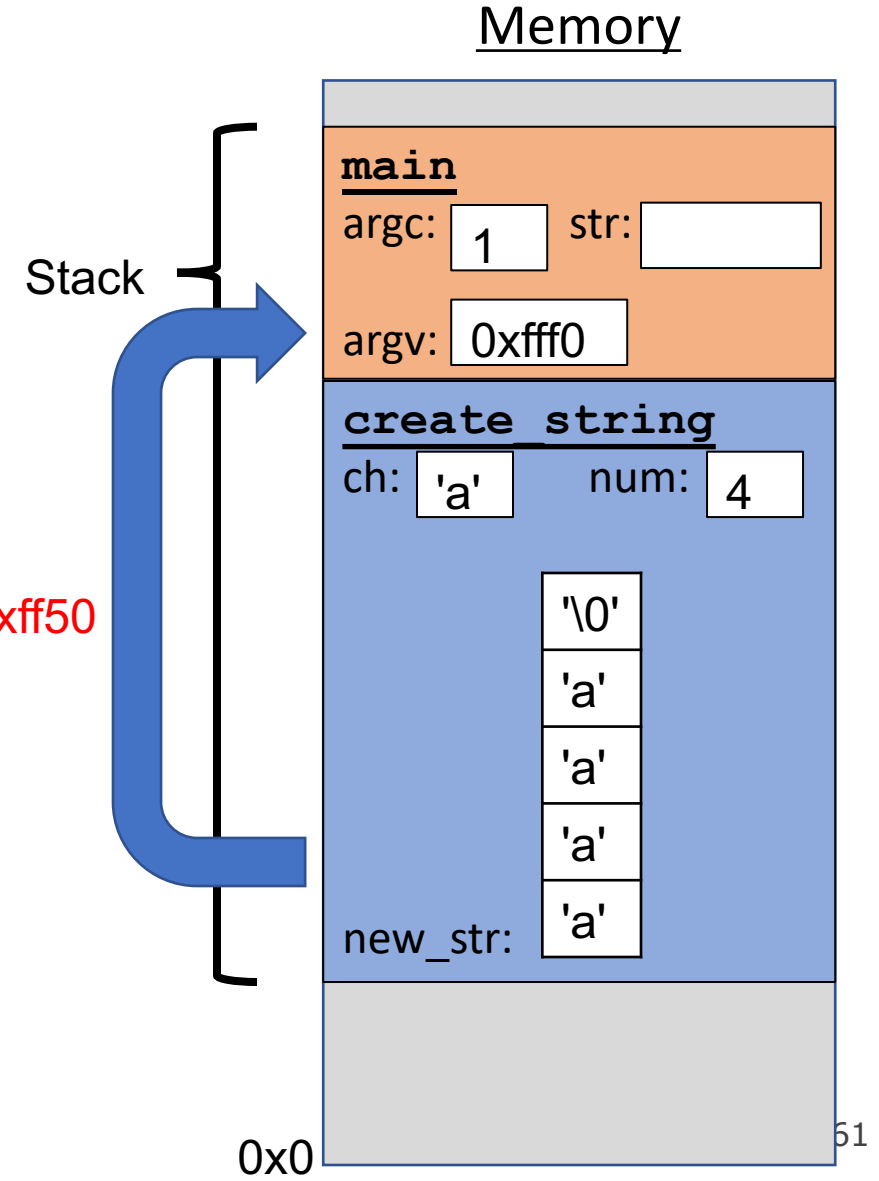 Memory
main
argc: 1 str:
Stack
argv: 0xfff0
create_string
ch: 'a' num: 4
'\0'
xff50
'a'
'a'
'a'
new_str: 'a'
61
0x0